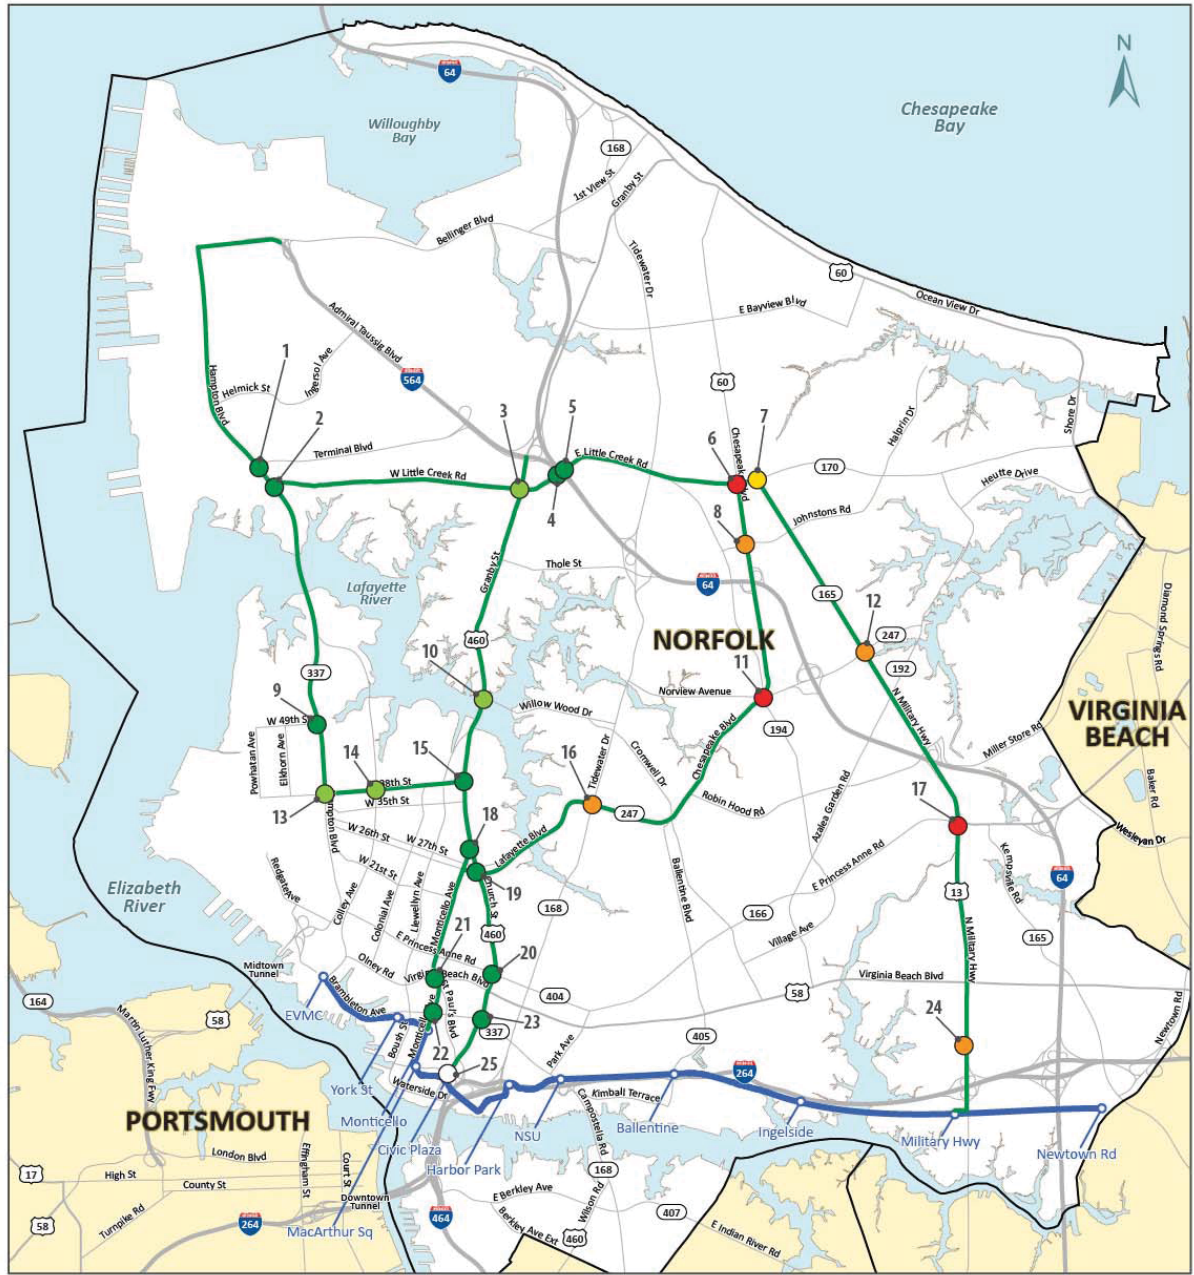 N
64
Chesapeake
Bay
Willoughby
Bay
168
1st View St
Granby St
Bellinger Blvd
Tidewater Dr
60
Ocean View Dr
E Bayview Blvd
Admiral Taussig Blvd
1
Ingersol Ave
Helmick St
Hampton Blvd
564
60
Shore Dr
2
3
5
6
7
Halprin Dr
Terminal Blvd
E Little Creek Rd
Chesapeake Blvd
170
W Little Creek Rd
Heutte Drive
4
8
Johnstons Rd
Granby St
Thole St
64
Lafayette
River
165
12
Diamond Springs Rd
460
NORFOLK
247
10
11
192
337
9
Norview Avenue
N Military Hwy
VIRGINIA
BEACH
W 49th St
Willow Wood Dr
194
Chesapeake Blvd
Miller Store Rd
Powhatan Ave
Elkhorn Ave
14
15
16
Tidewater Dr
Cromwell Dr
Baker Rd
38th St
W 35th St
13
17
Robin Hood Rd
Azalea Garden Rd
247
18
W 26th St
W 27th St
Lafayette Blvd
Wesleyan Dr
E Princess Anne Rd
W 21st St
Kempsville Rd
64
Elizabeth
River
Redgate Ave
Colley Ave
Colonial Ave
Llewellyn Ave
Monticello Ave
Church St
19
Ballentine Blvd
13
168
166
460
21
E Princess Anne Rd
Village Ave
N Military Hwy
165
20
Olney Rd
Midtown
Tunnel
Virginia Beach Blvd
Virginia Beach Blvd
164
404
58
Newtown Rd
EVMC
Brambleton Ave
St Paul's Blvd
24
58
Martin Luther King Fwy
Boush St
23
337
405
22
Park Ave
25
264
York St
Waterside Dr
Kimball Terrace
PORTSMOUTH
Monticello
Campostella Rd
NSU
Ballentine
Ingelside
Military Hwy
Civic Plaza
Newtown Rd
London Blvd
Effingham St
Court St
Harbor Park
17
High St
168
County St
E Berkley Ave
Wilson Rd
Downtown
Tunnel
58
Turnpike Rd
264
464
407
Berkley Ave Ext
MacArthur Sq
460
E Indian River Rd